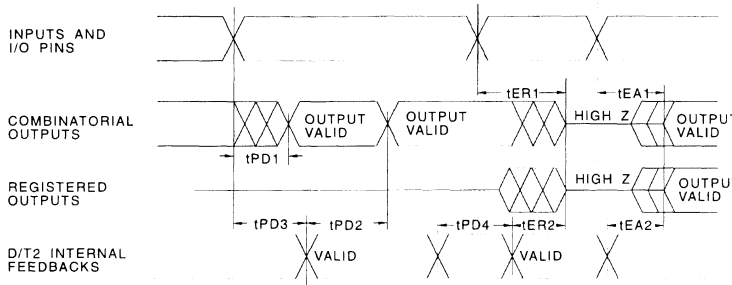 INPUTS AND
I/O PINS
tER1
tEA1
COMBINATORIAL
OUTPUTS
OUTPUT
VALID
OUTPUT
VALID
HIGH Z
OUTPUT
VALID
tPD1
REGISTERED
OUTPUTS
HIGH Z
OUTPU
VALID
tPD3
tPD2
tPD4
tER2
tEA2
D/T2 INTERNAL
FEEDBACKS
VALID
VALID